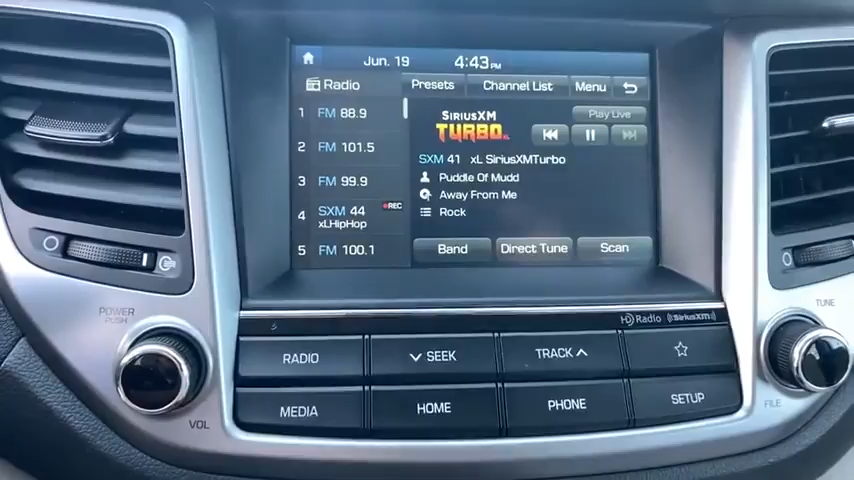 Jun. 19 4:43PM
Radio Presets Channel List Menu
1 FM 88.9
2 FM 101.5
3 FM 99.9
4 SXM 44 REC
xLHipHop
5 FM 100.1
SiriusXM
TURBO XL
Play Live
SXM 41 xL SiriusXMTurbo
Puddle Of Mudd
Away From Me
Rock
Band Direct Tune Scan
POWER
PUSH
VOL
HD Radio SiriusXM
TUNE
FILE
RADIO SEEK TRACK
MEDIA HOME PHONE SETUP